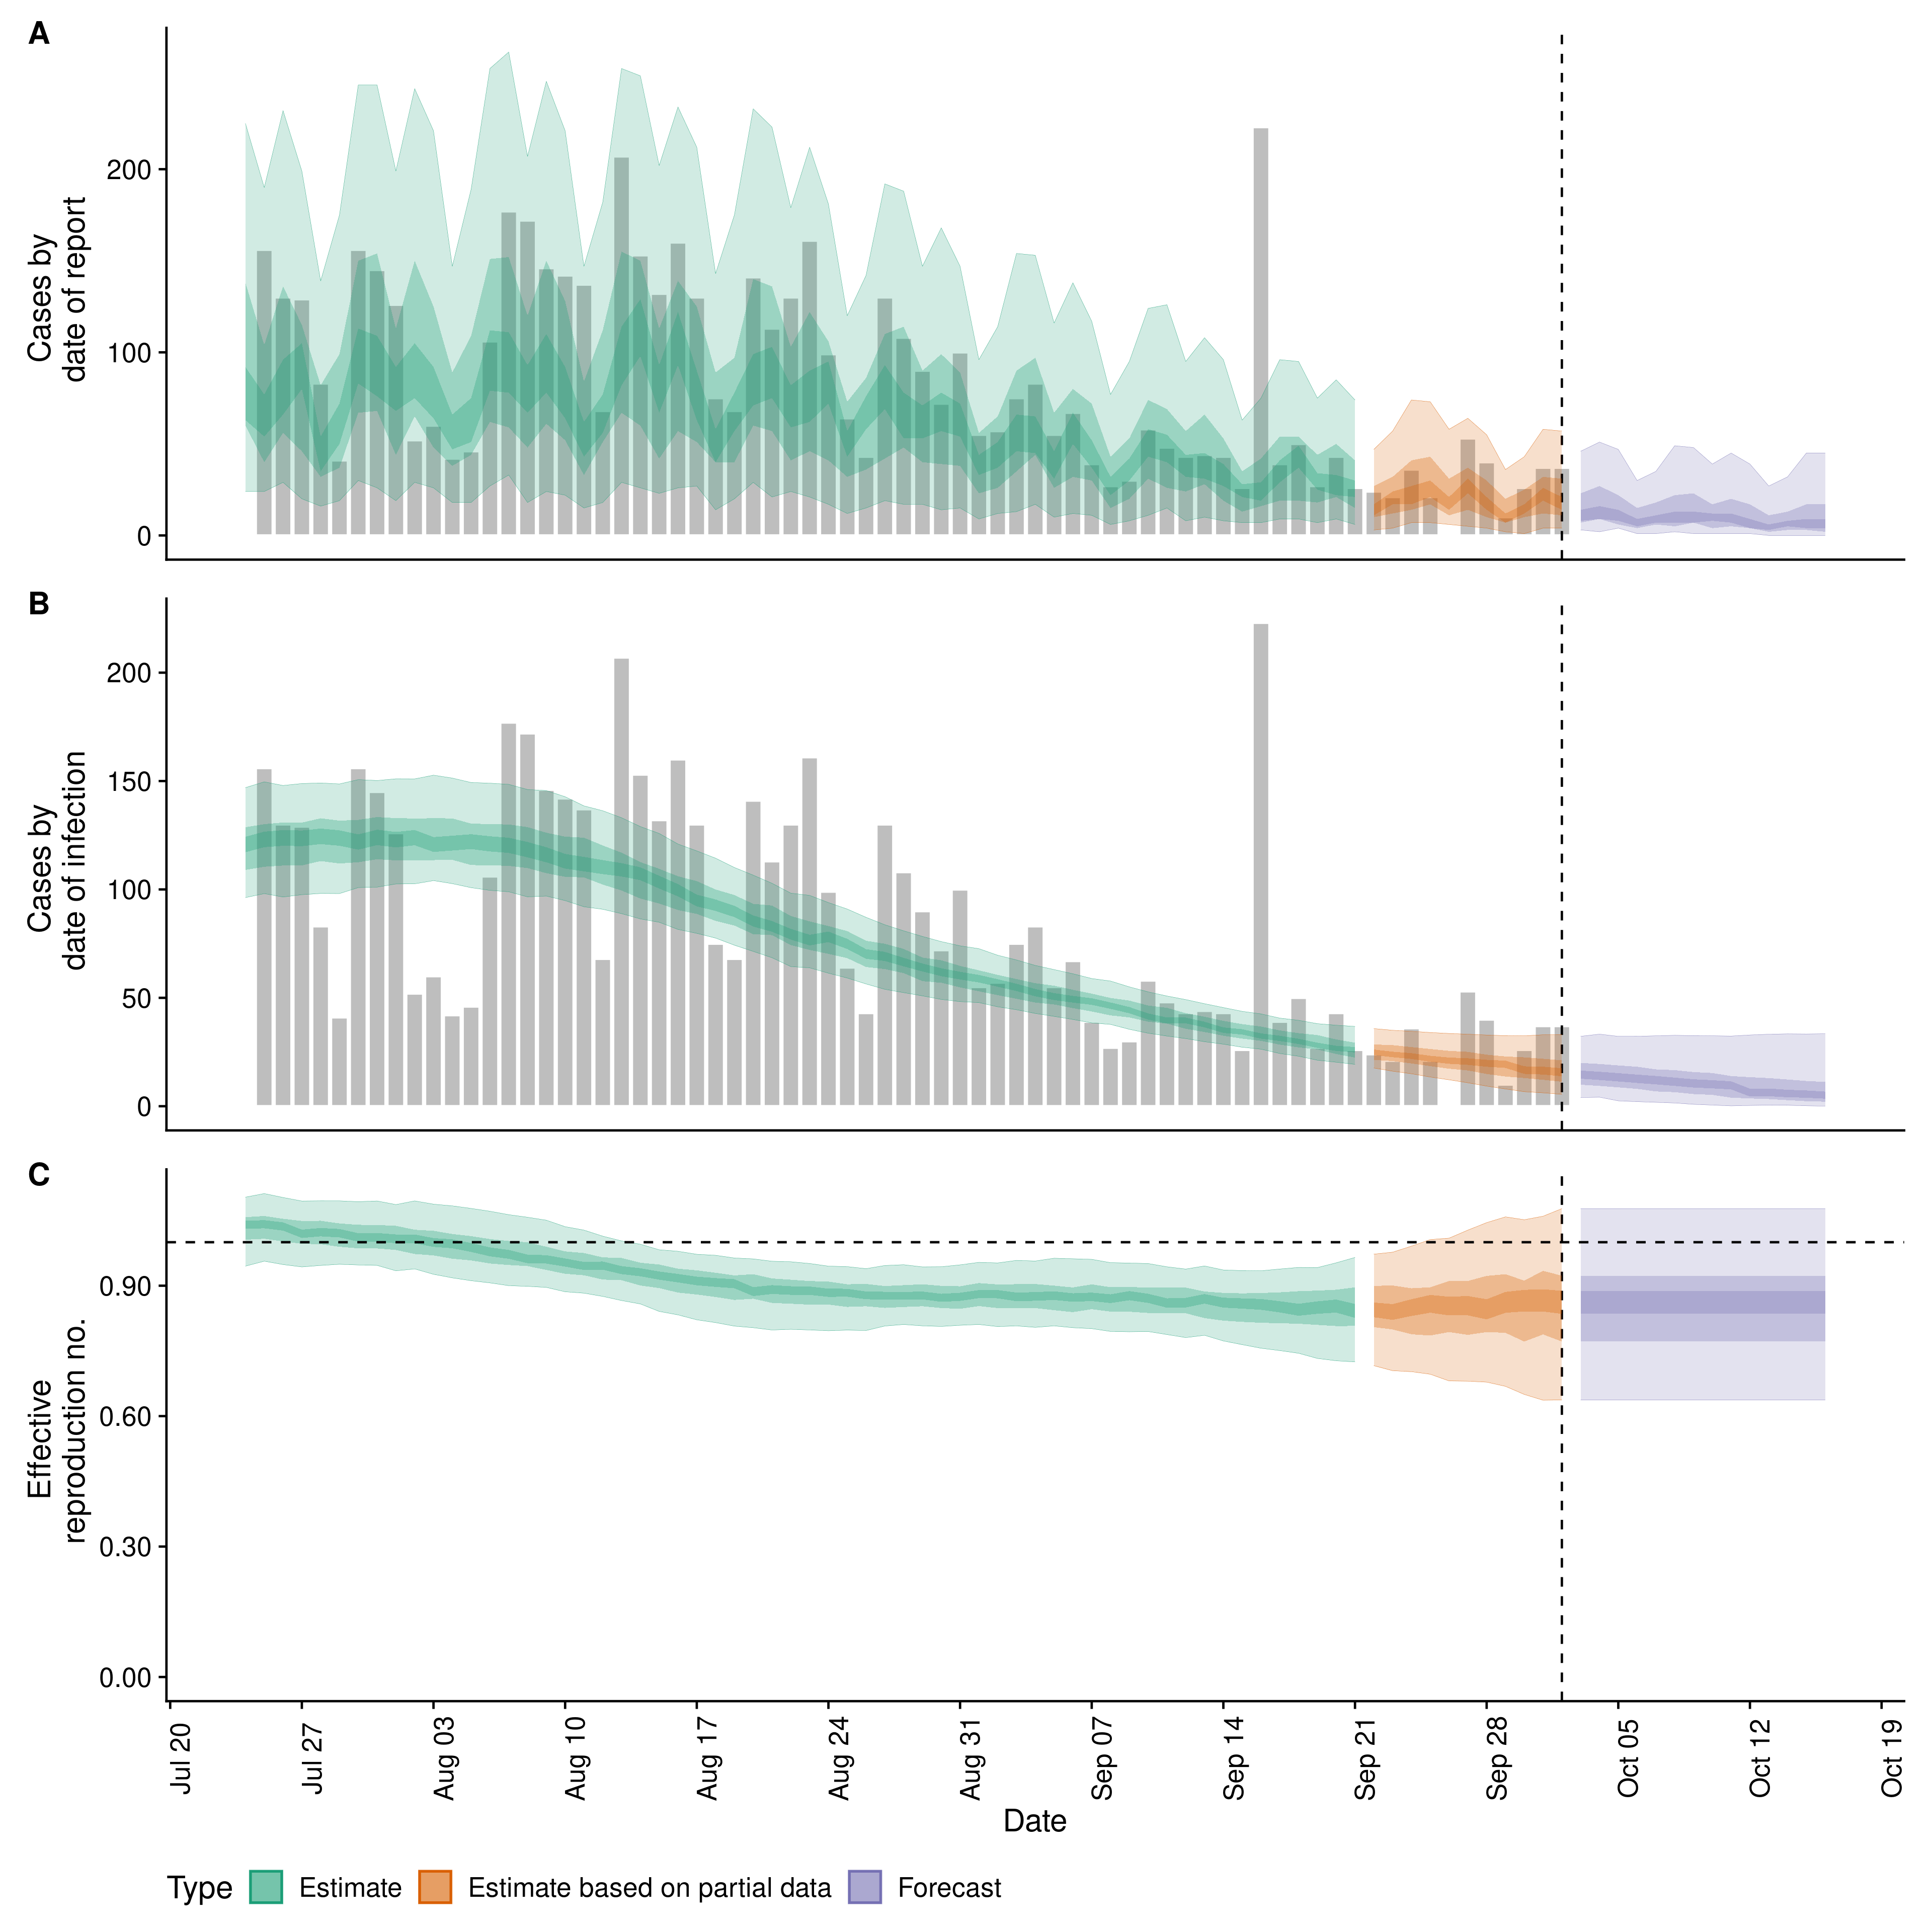 A
Cases by
date of report
200
100
0
B
Cases by
date of infection
200
150
100
50
0
C
Effective
reproduction no.
0.90
0.60
0.30
0.00
Jul 20
Jul 27
Aug 03
Aug 10
Aug 17
Aug 24
Aug 31
Sep 07
Sep 14
Sep 21
Sep 28
Oct 05
Oct 12
Oct 19
Date
Type Estimate Estimate based on partial data Forecast